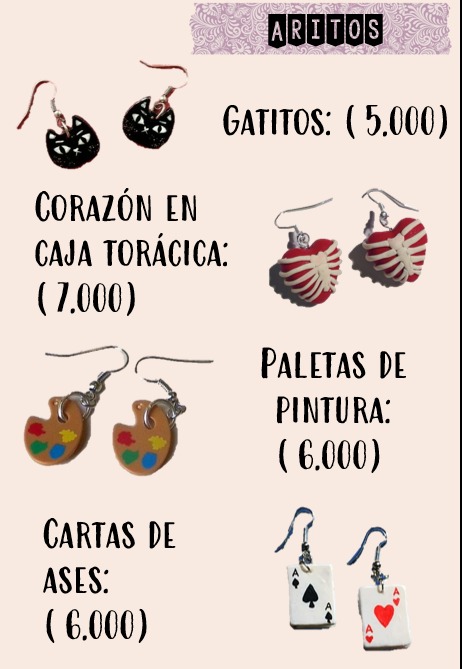 ARITOS
GATITOS: (5.000)
CORAZÓN EN
CAJA TORÁCICA:
(7.000)
PALETAS DE
PINTURA:
(6.000)
CARTAS DE
ASES:
(6.000)
A
A
A
A